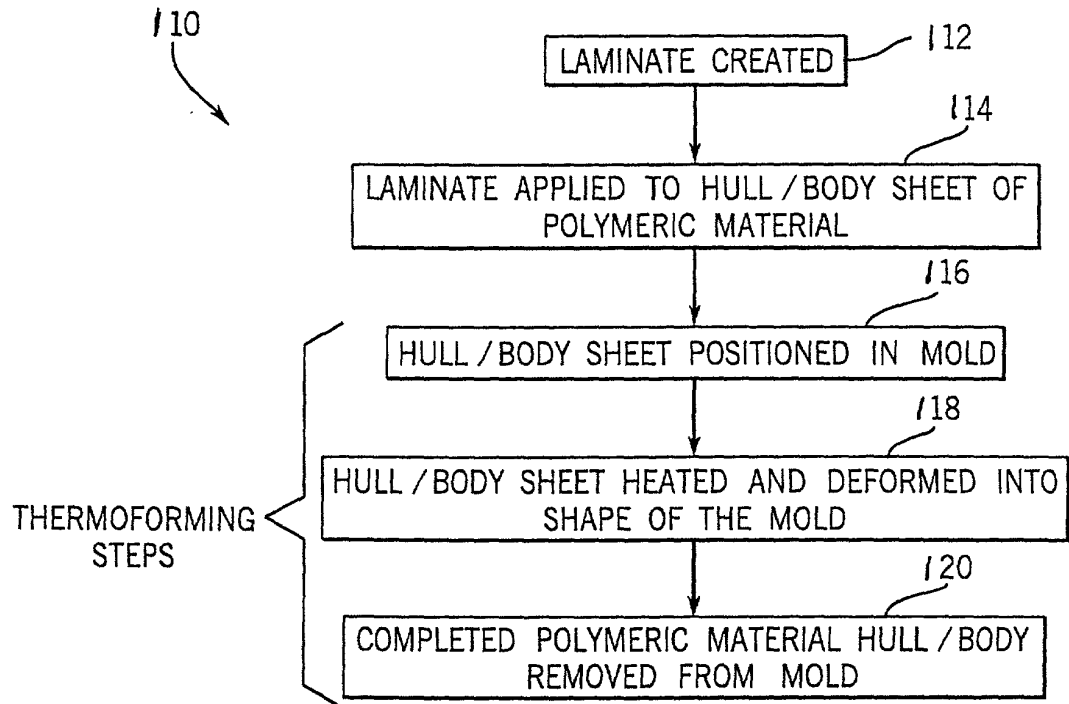 110
LAMINATE CREATED
112
114
LAMINATE APPLIED TO HULL/BODY SHEET OF
POLYMERIC MATERIAL
116
HULL/BODY SHEET POSITIONED IN MOLD
118
HULL/BODY SHEET HEATED AND DEFORMED INTO
SHAPE OF THE MOLD
THERMOFORMING
STEPS
120
COMPLETED POLYMERIC MATERIAL HULL/BODY
REMOVED FROM MOLD